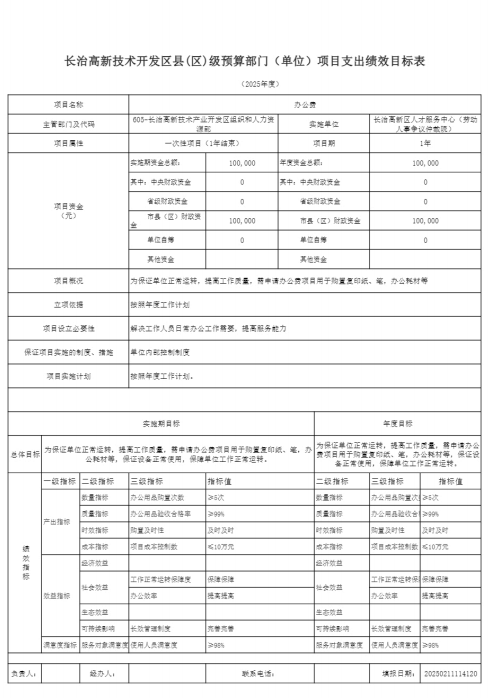 长治高新技术开发区县(区)级预算部门（单位）项目支出绩效目标表
（2025年度）
项目名称 办公费
主管部门及代码 605-长治高新技术产业开发区组织和人力资源部 实施单位 长治高新区人才服务中心（劳动人事争议仲裁院）
项目属性 一次性项目（1年结束） 项目期 1年
项目资金（元） 实施期资金总额： 100,000 年度资金总额： 100,000
其中：中央财政资金 0 其中：中央财政资金 0
省级财政资金 0 省级财政资金 0
市县（区）财政资金 100,000 市县（区）财政资金 100,000
单位自筹 0 单位自筹 0
其他资金 其他资金
项目概况 为保证单位正常运转，提高工作质量，需申请办公费项目用于购置复印纸、笔、办公耗材等
立项依据 按照年度工作计划
项目设立必要性 解决工作人员日常办公工作需要，提高服务能力
保证项目实施的制度、措施 单位内部控制制度
项目实施计划 按照年度工作计划。
实施期目标 年度目标
总体目标 为保证单位正常运转，提高工作质量，需申请办公费项目用于购置复印纸、笔、办公耗材等，保证设备正常使用，保障单位工作正常运转。 为保证单位正常运转，提高工作质量，需申请办公费项目用于购置复印纸、笔、办公耗材等，保证设备正常使用，保障单位工作正常运转。
绩效指标 一级指标 二级指标 三级指标 指标值 二级指标 三级指标 指标值
产出指标 数量指标 办公用品购置次数 ≥5次 数量指标 办公用品购置次 ≥5次
质量指标 办公用品验收合格率 ≥99% 质量指标 办公用品验收合 ≥99%
时效指标 购置及时性 及时及时 时效指标 购置及时性 及时及时
成本指标 项目成本控制数 ≤10万元 成本指标 项目成本控制数 ≤10万元
效益指标 经济效益 经济效益
社会效益 工作正常运转保障度 保障保障 社会效益 工作正常运转保 保障保障
办公效率 提高提高 办公效率 提高提高
生态效益 生态效益
可持续影响 长效管理制度 完善完善 可持续影响 长效管理制度 完善完善
满意度指标 服务对象满意度 使用人员满意度 ≥98% 服务对象满意度 使用人员满意度 ≥98%
负责人： 经办人： 联系电话： 填报日期： 20250211114120